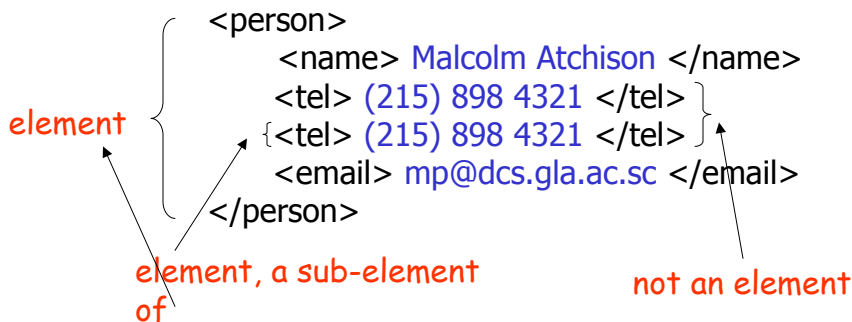 <person>
<name> Malcolm Atchison </name>
<tel> (215) 898 4321 </tel>
element
<tel> (215) 898 4321 </tel>
<email> mp@dcs.gla.ac.sc </email>
</person>
element, a sub-element
of
not an element